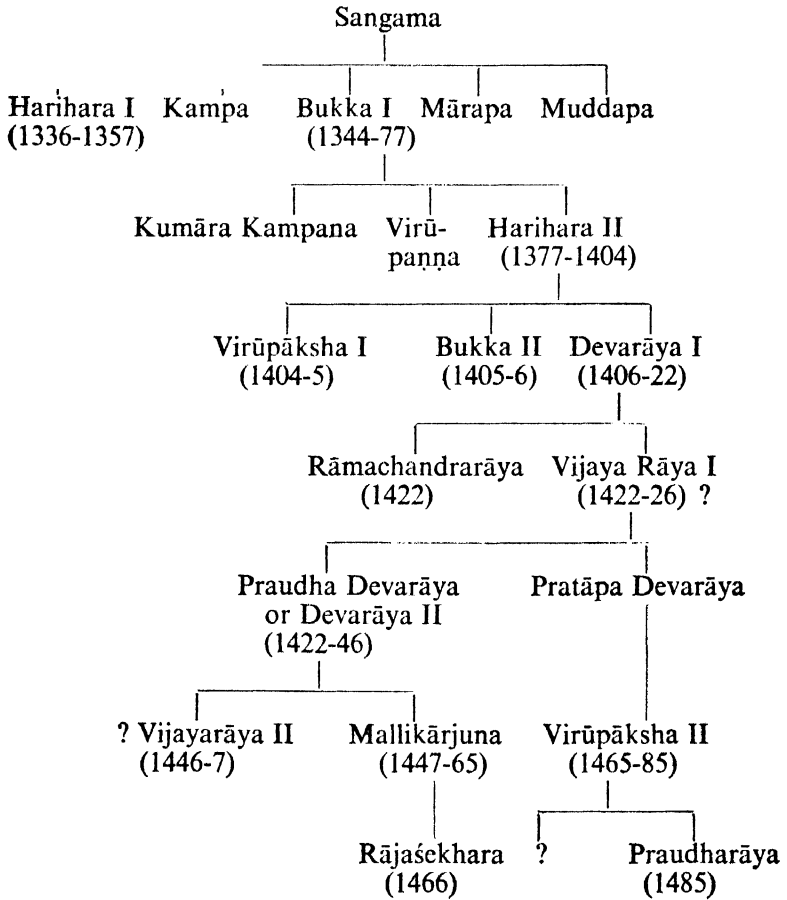 Sangama
Harihara I Kampa Bukka I Mārapa Muddapa
(1336-1357) (1344-77)
Kumāra Kampana Virū- Harihara II
paṇṇa (1377-1404)
Virūpāksha I Bukka II Devarāya I
(1404-5) (1405-6) (1406-22)
Rāmachandrarāya Vijaya Rāya I
(1422) (1422-26) ?
Praudha Devarāya Pratāpa Devarāya
or Devarāya II
(1422-46)
? Vijayarāya II Mallikārjuna Virūpāksha II
(1446-7) (1447-65) (1465-85)
Rājaśekhara ? Praudharāya
(1466) (1485)